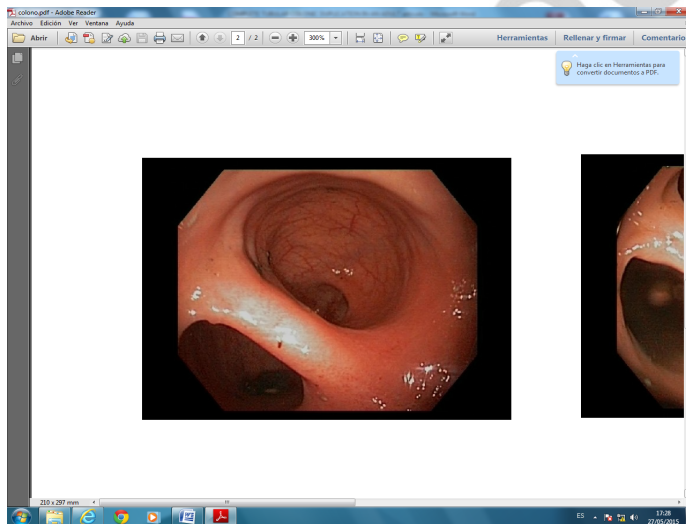 colono.pdf - Adobe Reader
Archivo Edición Ver Ventana Ayuda
Abrir 2 / 2 300% Herramientas Rellenar y firmar Comentario
Haga clic en Herramientas para
convertir documentos a PDF.
210 x 297 mm
ES 17:28
27/05/2015